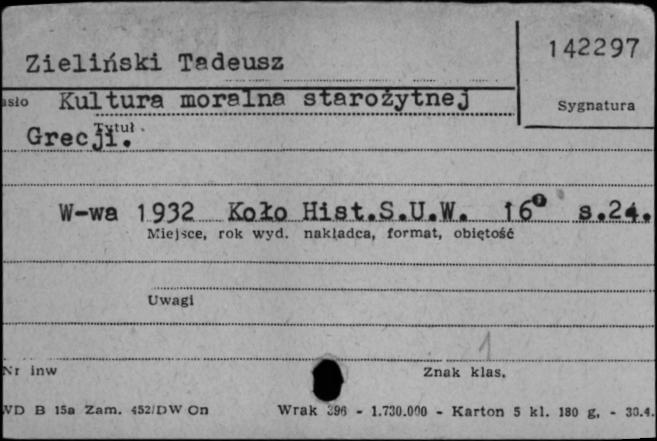 142297
Zieliński Tadeusz
asło Kultura moralna starożytnej
Sygnatura
Tytuł
Grecji.
W-wa 1932 Koło Hist.S.U.W. 16° s.24.
Miejsce, rok wyd. nakładca, format, objętość
Uwagi
1
Nr inw
Znak klas.
WD B 15a Zam. 452/DW On Wrak 396 - 1.730.000 - Karton 5 kl. 180 g. - 30.4.